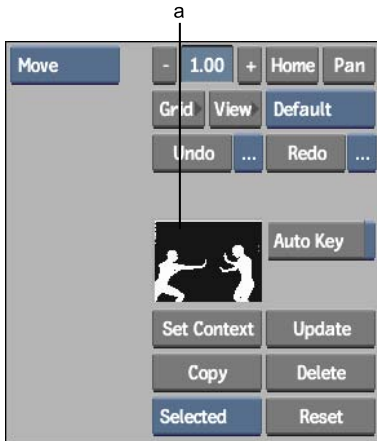 a
Move - 1.00 + Home Pan
Grid View Default
Undo ... Redo ...
Auto Key
Set Context Update
Copy Delete
Selected Reset